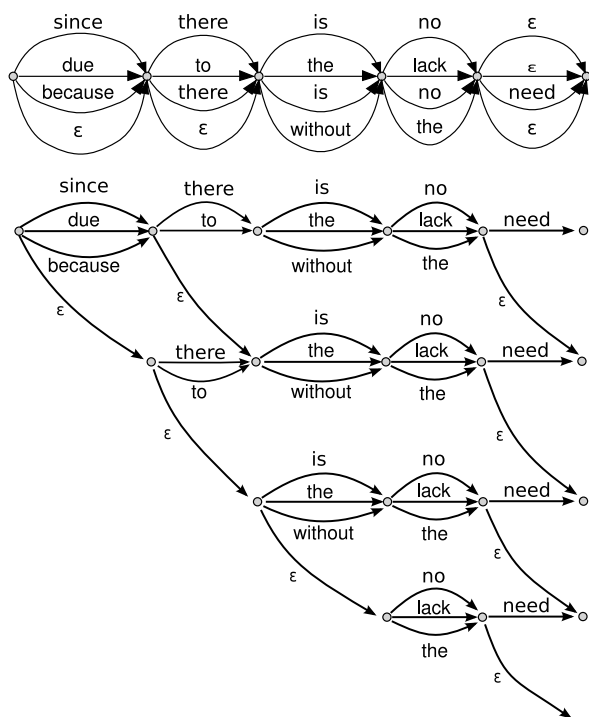 since there is no ε
due to the lack ε
because there is no need
ε ε without the ε
since there is no
due to the lack need
because without the
ε ε ε
is no
there the lack need
to without the
ε ε
is no
the lack need
without the
ε ε
no
lack need
the
ε